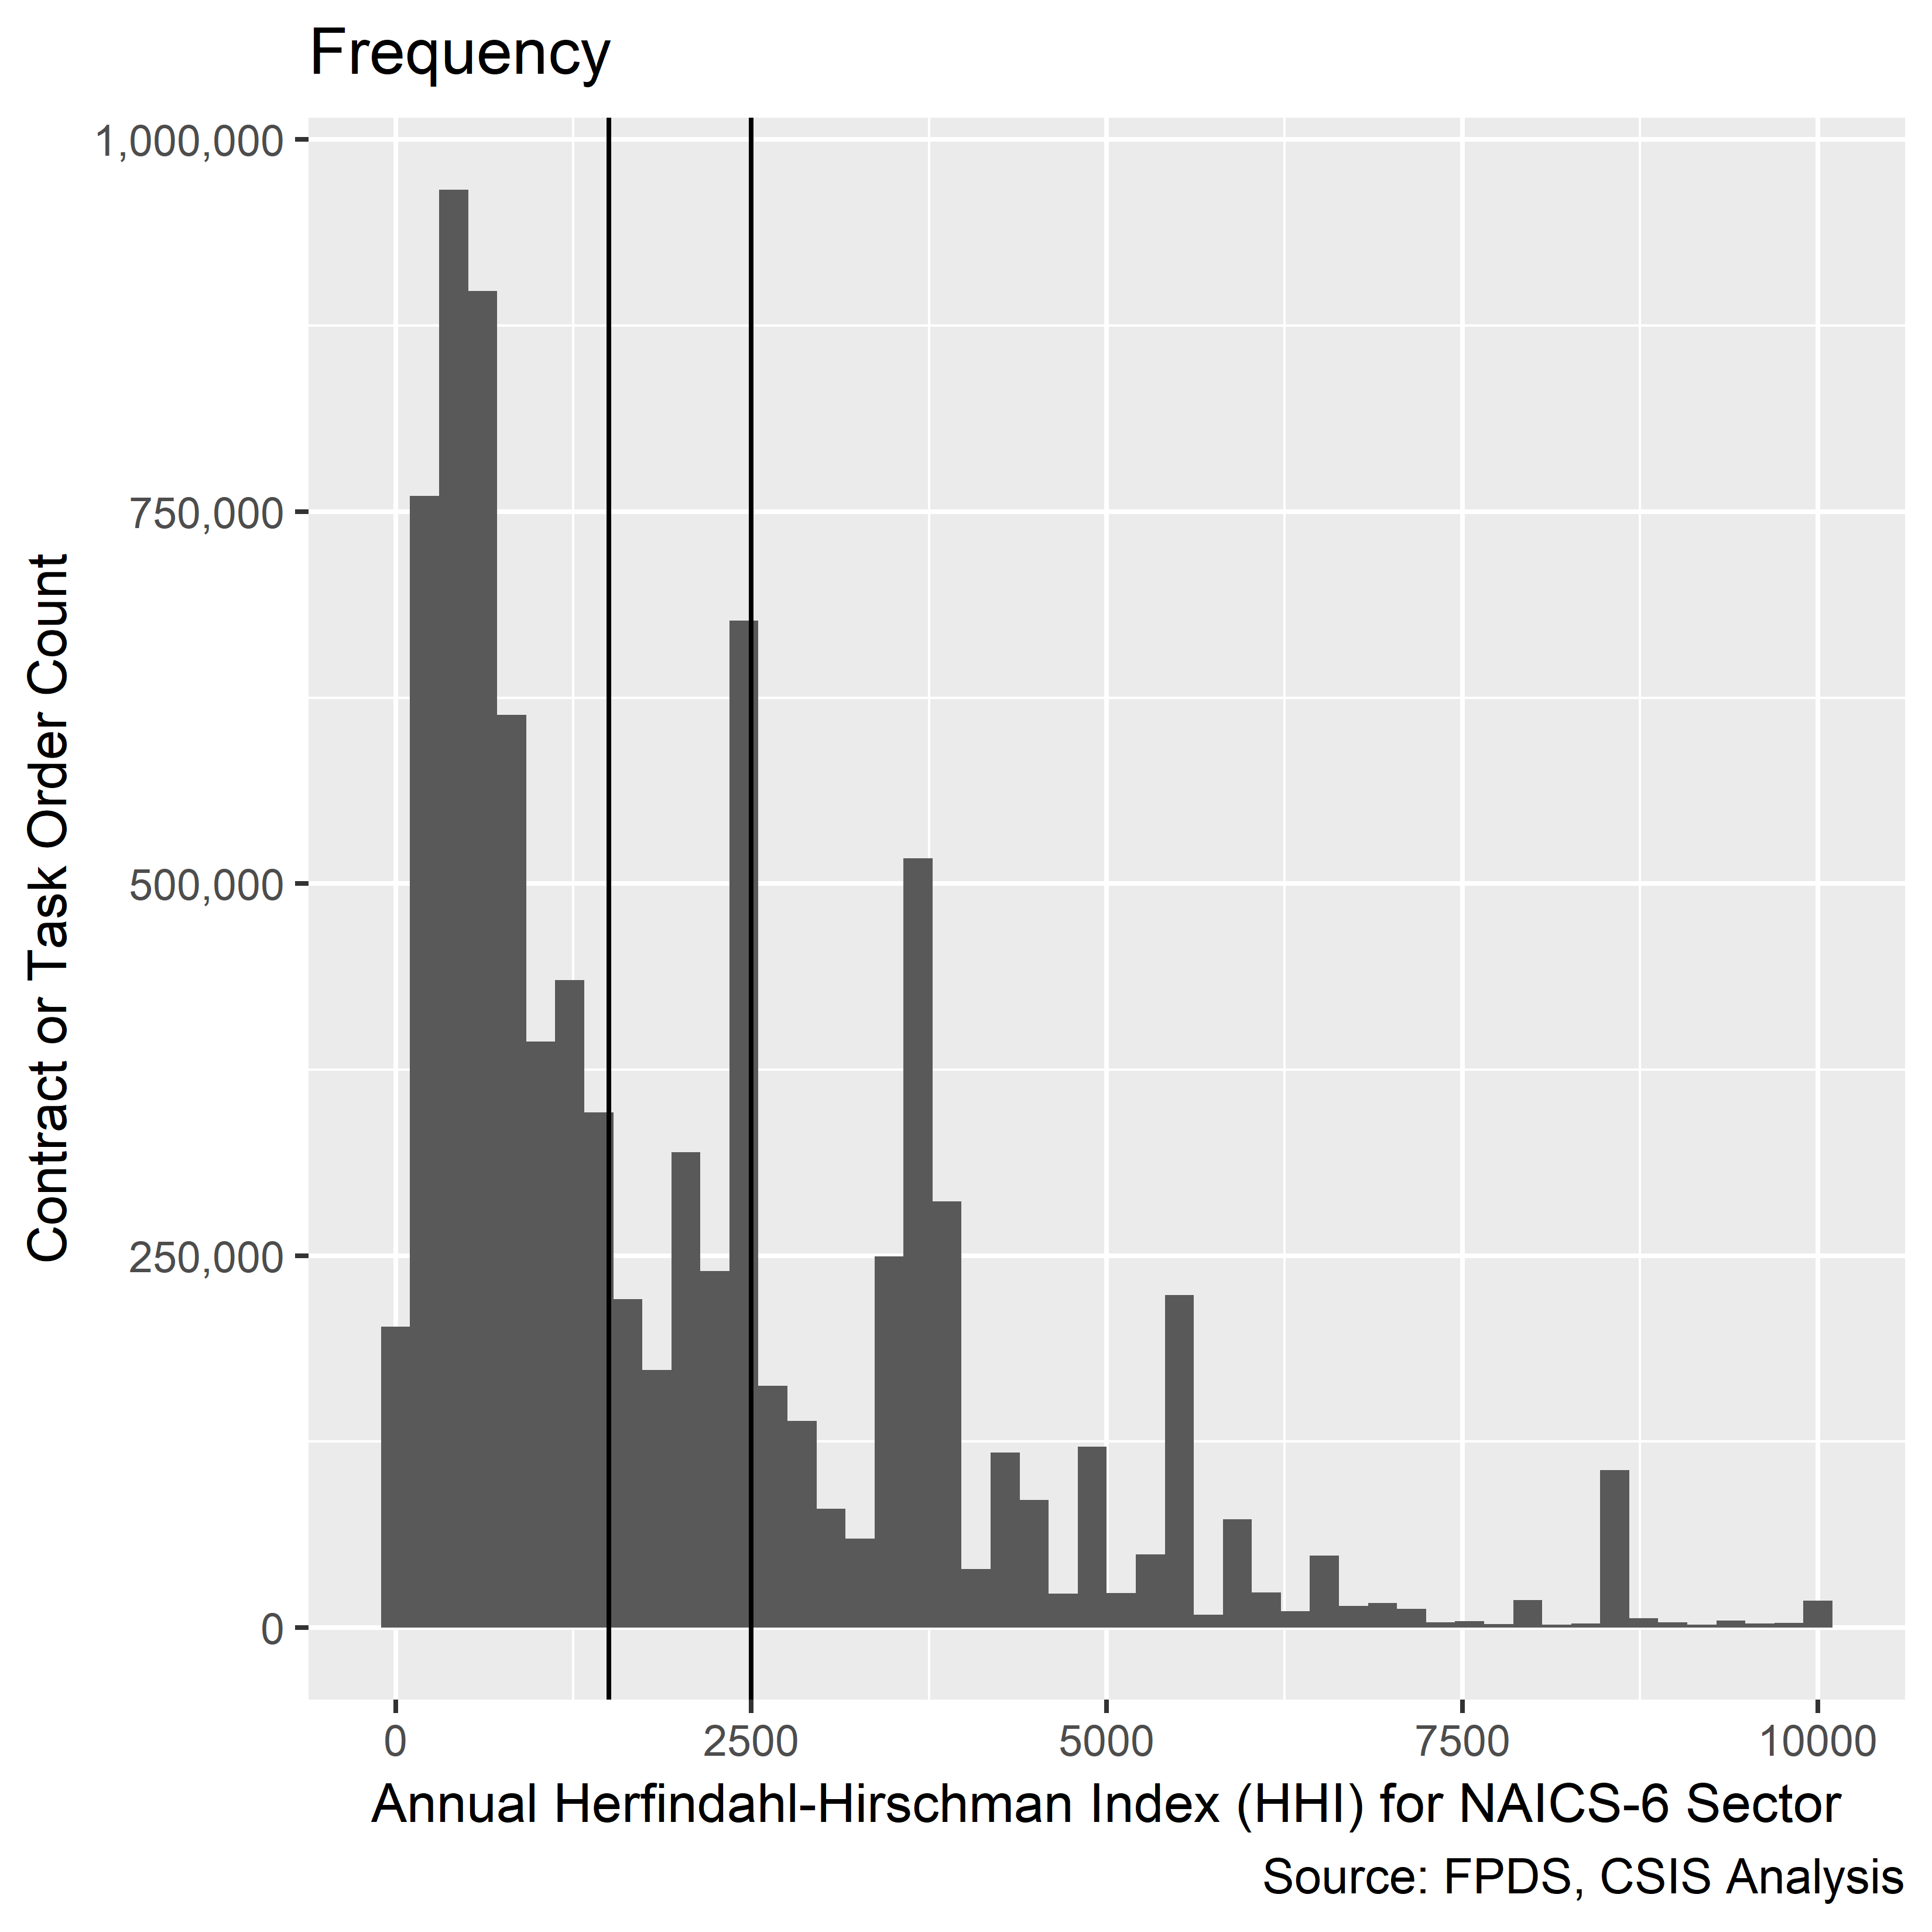 Frequency
1,000,000
750,000
500,000
250,000
0
Contract or Task Order Count
0 2500 5000 7500 10000
Annual Herfindahl-Hirschman Index (HHI) for NAICS-6 Sector
Source: FPDS, CSIS Analysis